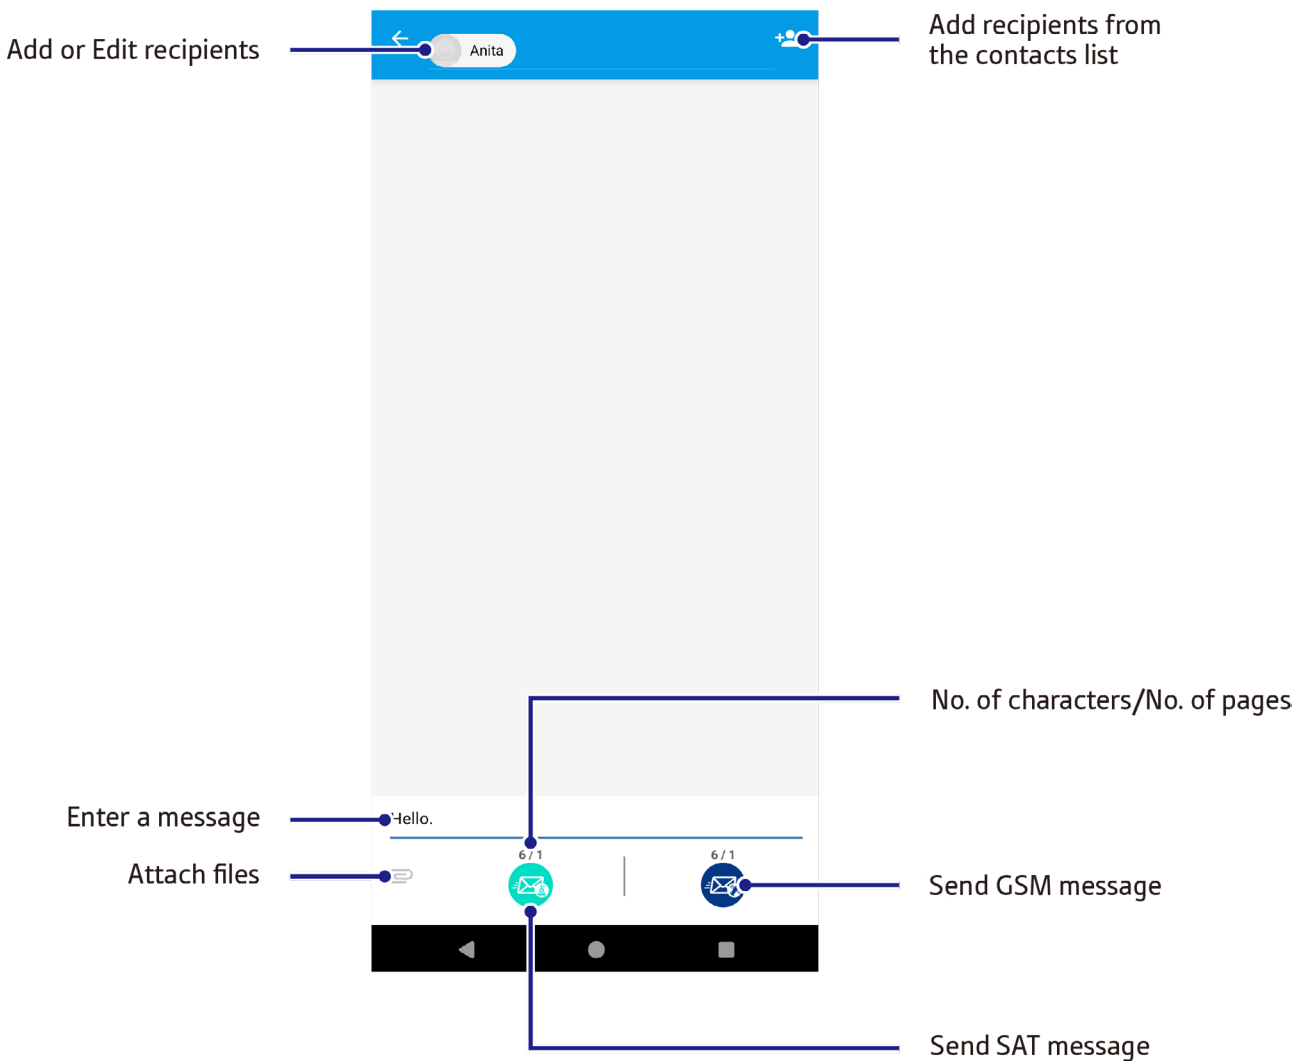 Add recipients from
the contacts list
Add or Edit recipients
Anita
No. of characters/No. of pages
Enter a message
Hello.
6 / 1
6 / 1
Attach files
Send GSM message
Send SAT message